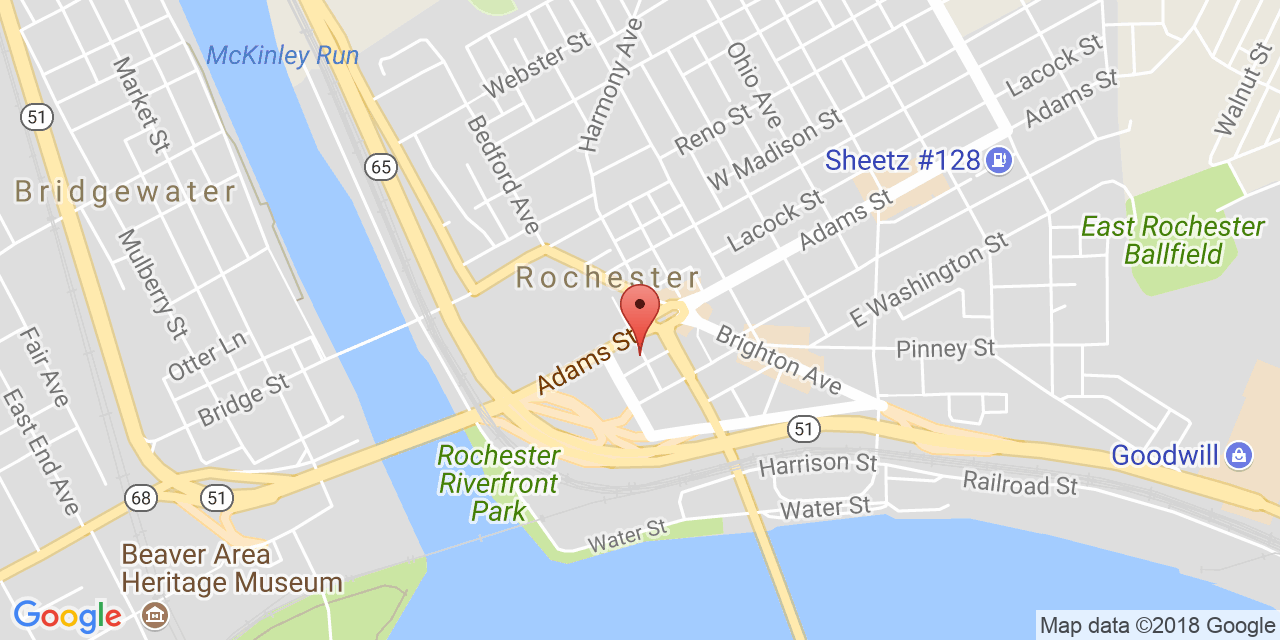 McKinley Run
Webster St
Harmony Ave
Ohio Ave
Lacock St
Adams St
Walnut St
Market St
51
65
Bedford Ave
Reno St
W Madison St
Sheetz #128
Bridgewater
Lacock St
Adams St
East Rochester
Ballfield
Mulberry St
Rochester
E Washington St
Fair Ave
Otter Ln
Adams St
Brighton Ave
Pinney St
East End Ave
Bridge St
51
Rochester
Riverfront
Park
Harrison St
Goodwill
Railroad St
68
51
Water St
Water St
Beaver Area
Heritage Museum
Google
Map data ©2018 Google